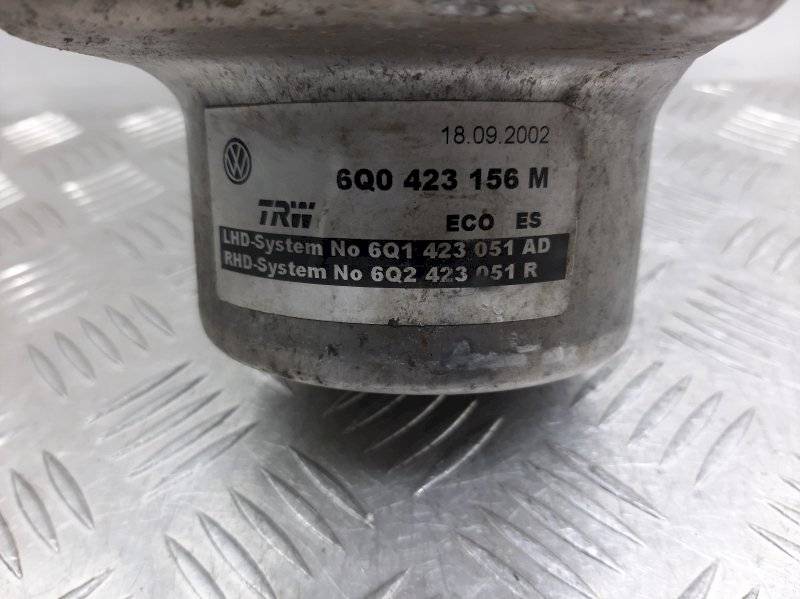 18.09.2002
6Q0 423 156 M
TRW ECO ES
LHD-System No 6Q1 423 051 AD
RHD-System No 6Q2 423 051 R